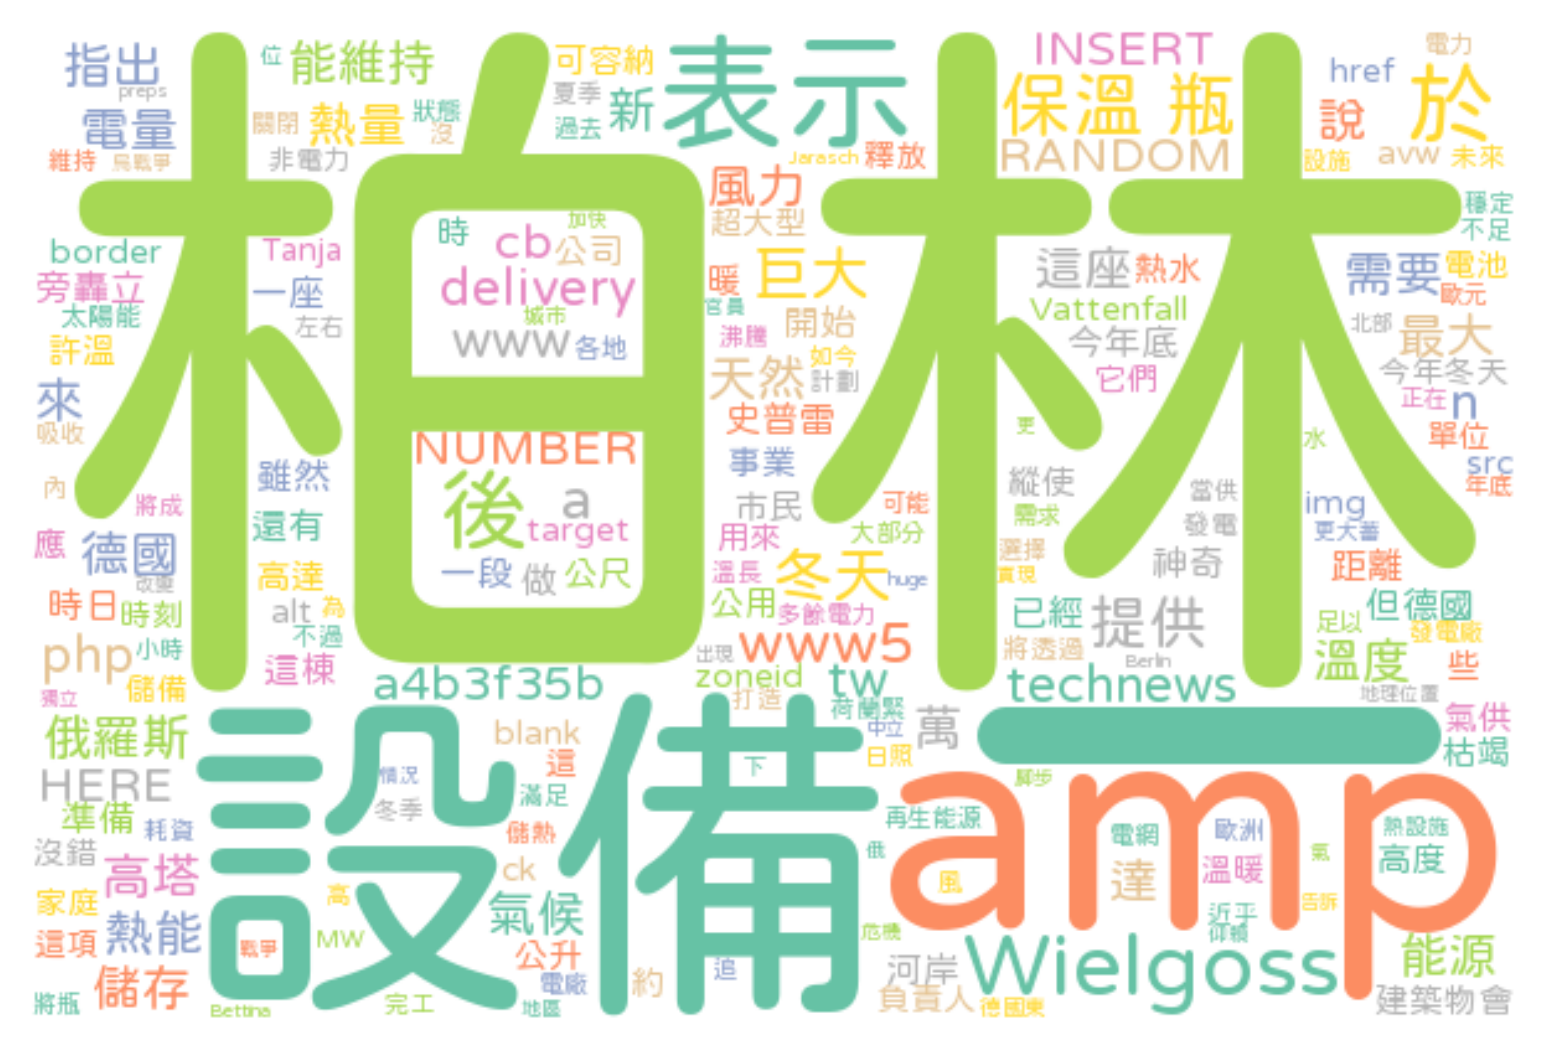 柏林
設備
一
amp
表示
保溫 瓶
於
INSERT
RANDOM
href
電力
說
avw
未來
設施
指出
preps
電量
維持
烏戰爭
位
能維持
關閉
熱量
狀態
沒
非電力
可容納
夏季
過去
新
Jarasch
釋放
風力
超大型
穩定
不足
border
旁轟立
太陽能
許溫
來
吸收
Tanja
一座
左右
時
加快
cb
公司
delivery
城市
www
各地
暖
官員
巨大
沸騰
開始
天然
如今
計劃
史普雷
事業
市民
用來
可能
大部分
溫長
冬天
huge
公用
多餘電力
這座
熱水
Vattenfall
今年底
它們
需要
電池
歐元
北部
最大
今年冬天
正在
n
更
水
單位
src
年底
縱使
需求
當供
發電
img
更大蓄
選擇
實現
神奇
距離
NUMBER
後
a
target
一段
做
公尺
內
將成
雖然
還有
應
德國
改變
高達
時日
時刻
alt
為
不過
php
小時
這棟
儲備
獨立
a4b3f35b
www5
出現
zoneid
tw
打造
荷蘭緊
已經
提供
將透過
Berlin
technews
但德國
足以
發電廠
溫度
些
地理位置
俄羅斯
HERE
準備
耗資
沒錯
高塔
家庭
這項
熱能
將瓶
儲存
戰爭
Bettina
blank
這
情況
冬季
滿足
儲熱
ck
高
MW
氣候
公升
電廠
完工
地區
約
下
追
中立
日照
萬
再生能源
俄
危機
腳步
氣供
枯竭
電網
歐洲
熱設施
高度
達
溫暖
氣
風
告訴
近平
仰賴
Wielgoss
河岸
負責人
德國東
能源
建築物會